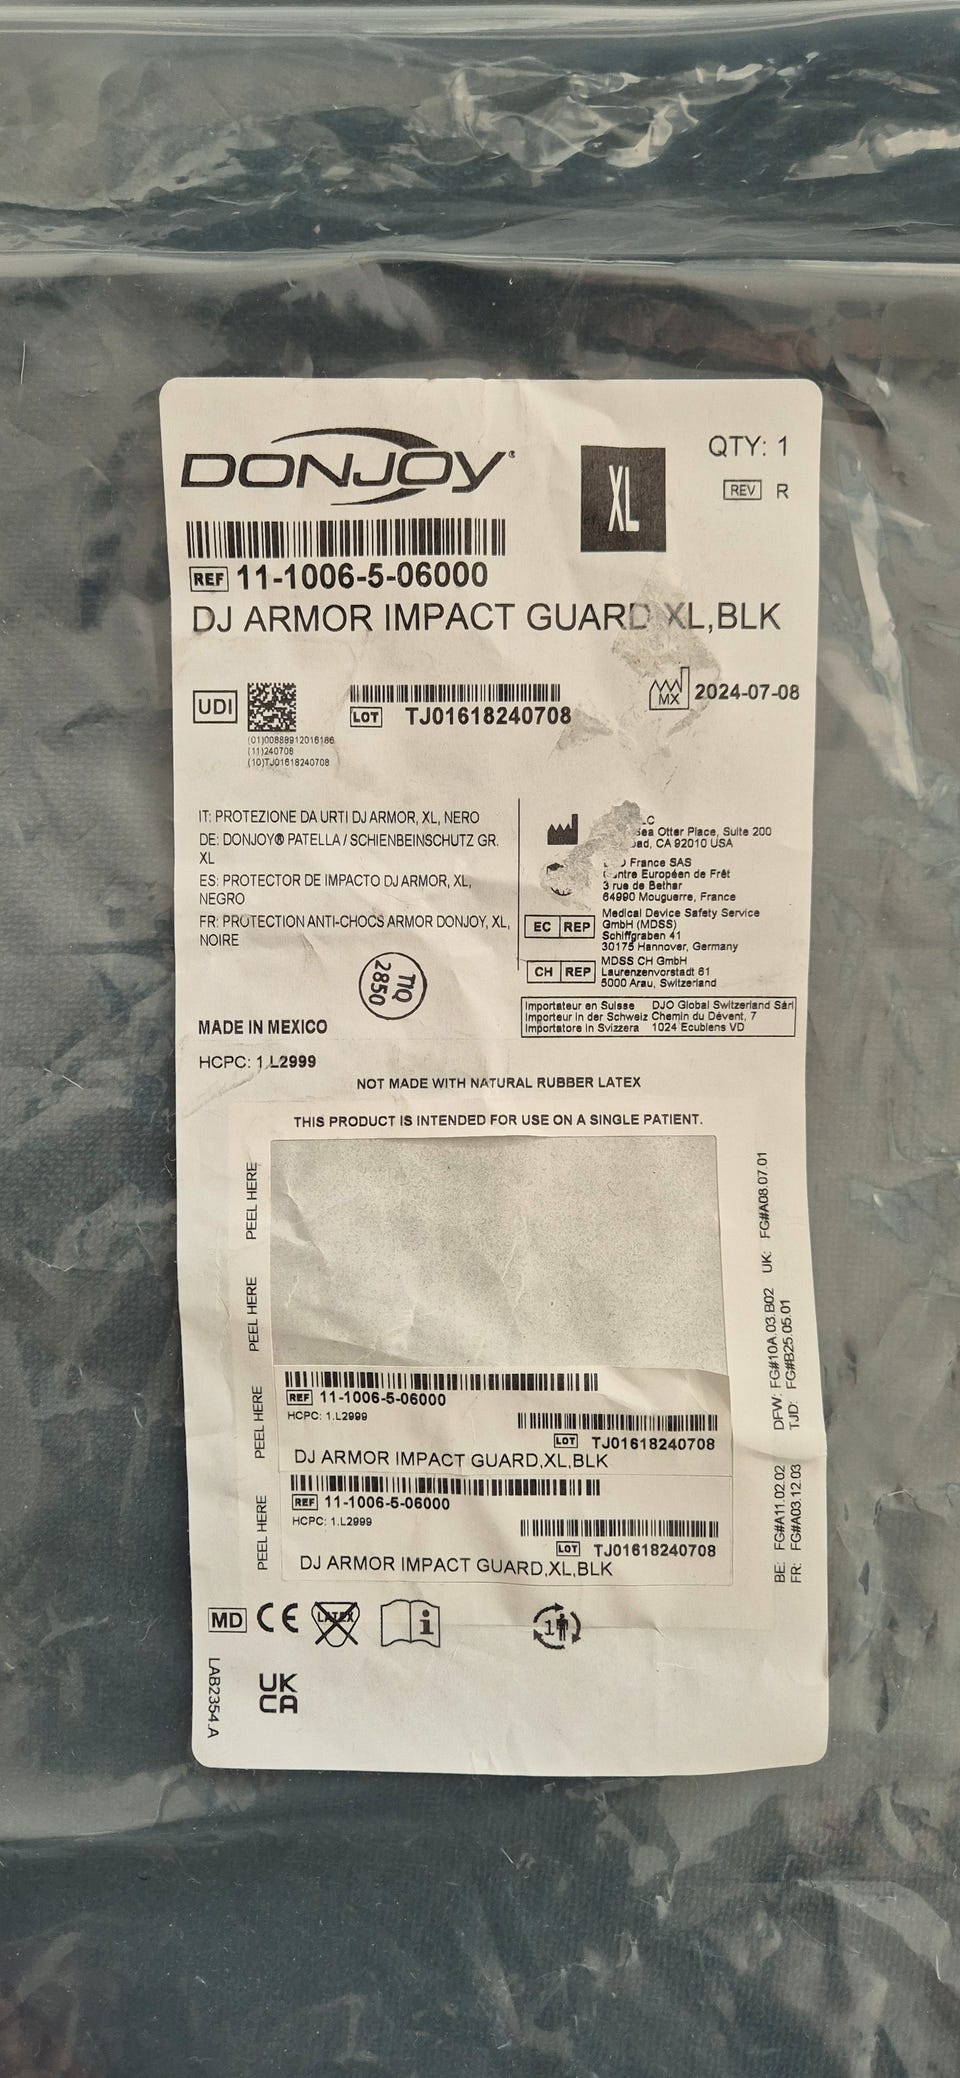 DONJOY®
XL
QTY: 1
REV R
REF 11-1006-5-06000
DJ ARMOR IMPACT GUARD XL,BLK
UDI
(01)00888912016186
(11)240708
(10)TJ01618240708
LOT TJ01618240708
MX 2024-07-08
IT: PROTEZIONE DA URTI DJ ARMOR, XL, NERO
DE: DONJOY® PATELLA / SCHIENBEINSCHUTZ GR.
XL
ES: PROTECTOR DE IMPACTO DJ ARMOR, XL,
NEGRO
FR: PROTECTION ANTI-CHOCS ARMOR DONJOY, XL,
NOIRE
Sea Otter Place, Suite 200
CA 92010 USA
France SAS
Centre Européen de Frêt
3 rue de Bethar
64990 Mouguerre, France
EC REP
Medical Device Safety Service
GmbH (MDSS)
Schiffgraben 41
30175 Hannover, Germany
CH REP
MDSS CH GmbH
Laurenzenvorstadt 61
5000 Arau, Switzerland
Importateur en Suisse DJO Global Switzerland Sàrl
Importeur in der Schweiz Chemin du Dévent, 7
Importatore in Svizzera 1024 Ecublens VD
TIQ
2850
MADE IN MEXICO
HCPC: 1.L2999
NOT MADE WITH NATURAL RUBBER LATEX
THIS PRODUCT IS INTENDED FOR USE ON A SINGLE PATIENT.
PEEL HERE
PEEL HERE
PEEL HERE
PEEL HERE
REF 11-1006-5-06000
HCPC: 1.L2999
LOT TJ01618240708
DJ ARMOR IMPACT GUARD,XL,BLK
REF 11-1006-5-06000
HCPC: 1.L2999
LOT TJ01618240708
DJ ARMOR IMPACT GUARD,XL,BLK
BE: FG#A11.02.02 DFW: FG#10A.03.B02 UK: FG#A08.07.01
FR: FG#A03.12.03 TJD: FG#B25.05.01
MD CE LATEX i 1
LAB2354.A
UK
CA